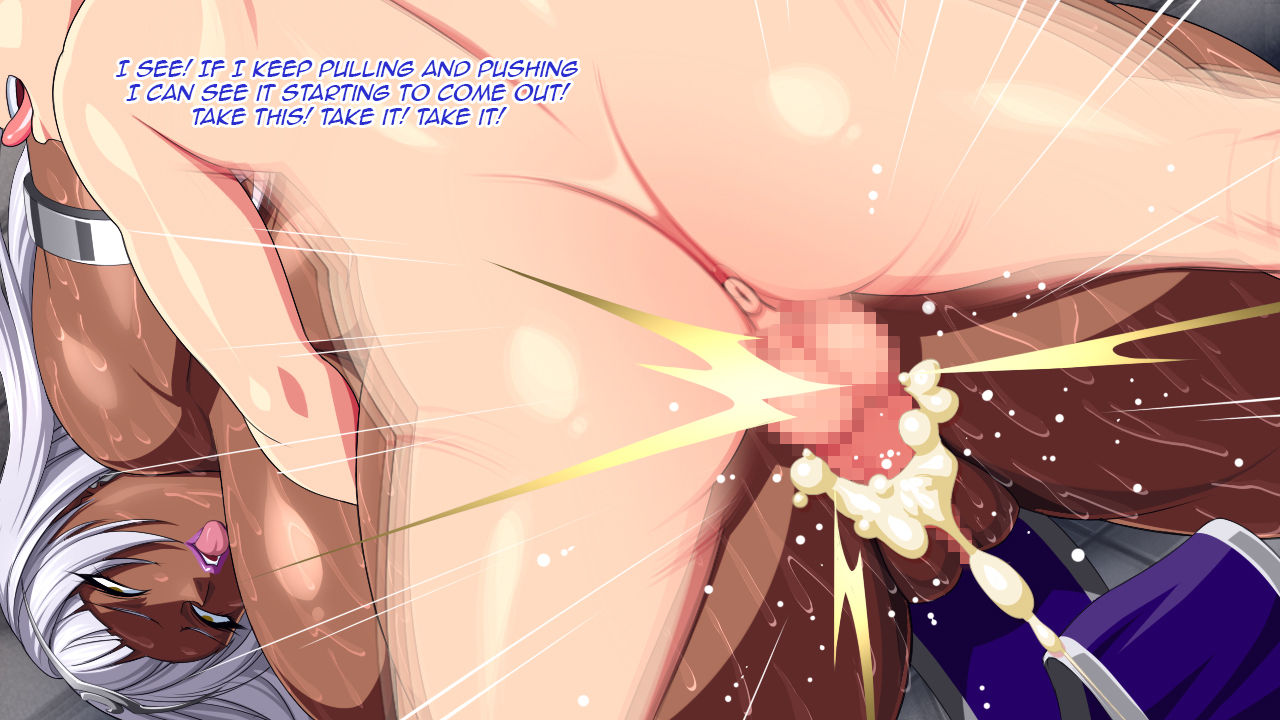 I SEE! IF I KEEP PULLING AND PUSHING
I CAN SEE IT STARTING TO COME OUT!
TAKE THIS! TAKE IT! TAKE IT!